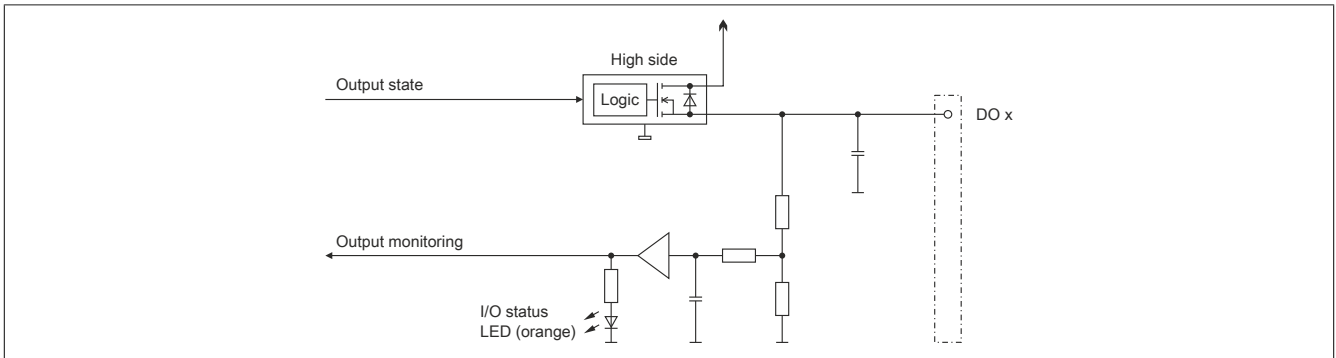 High side
Output state
Logic
DO x
Output monitoring
I/O status
LED (orange)